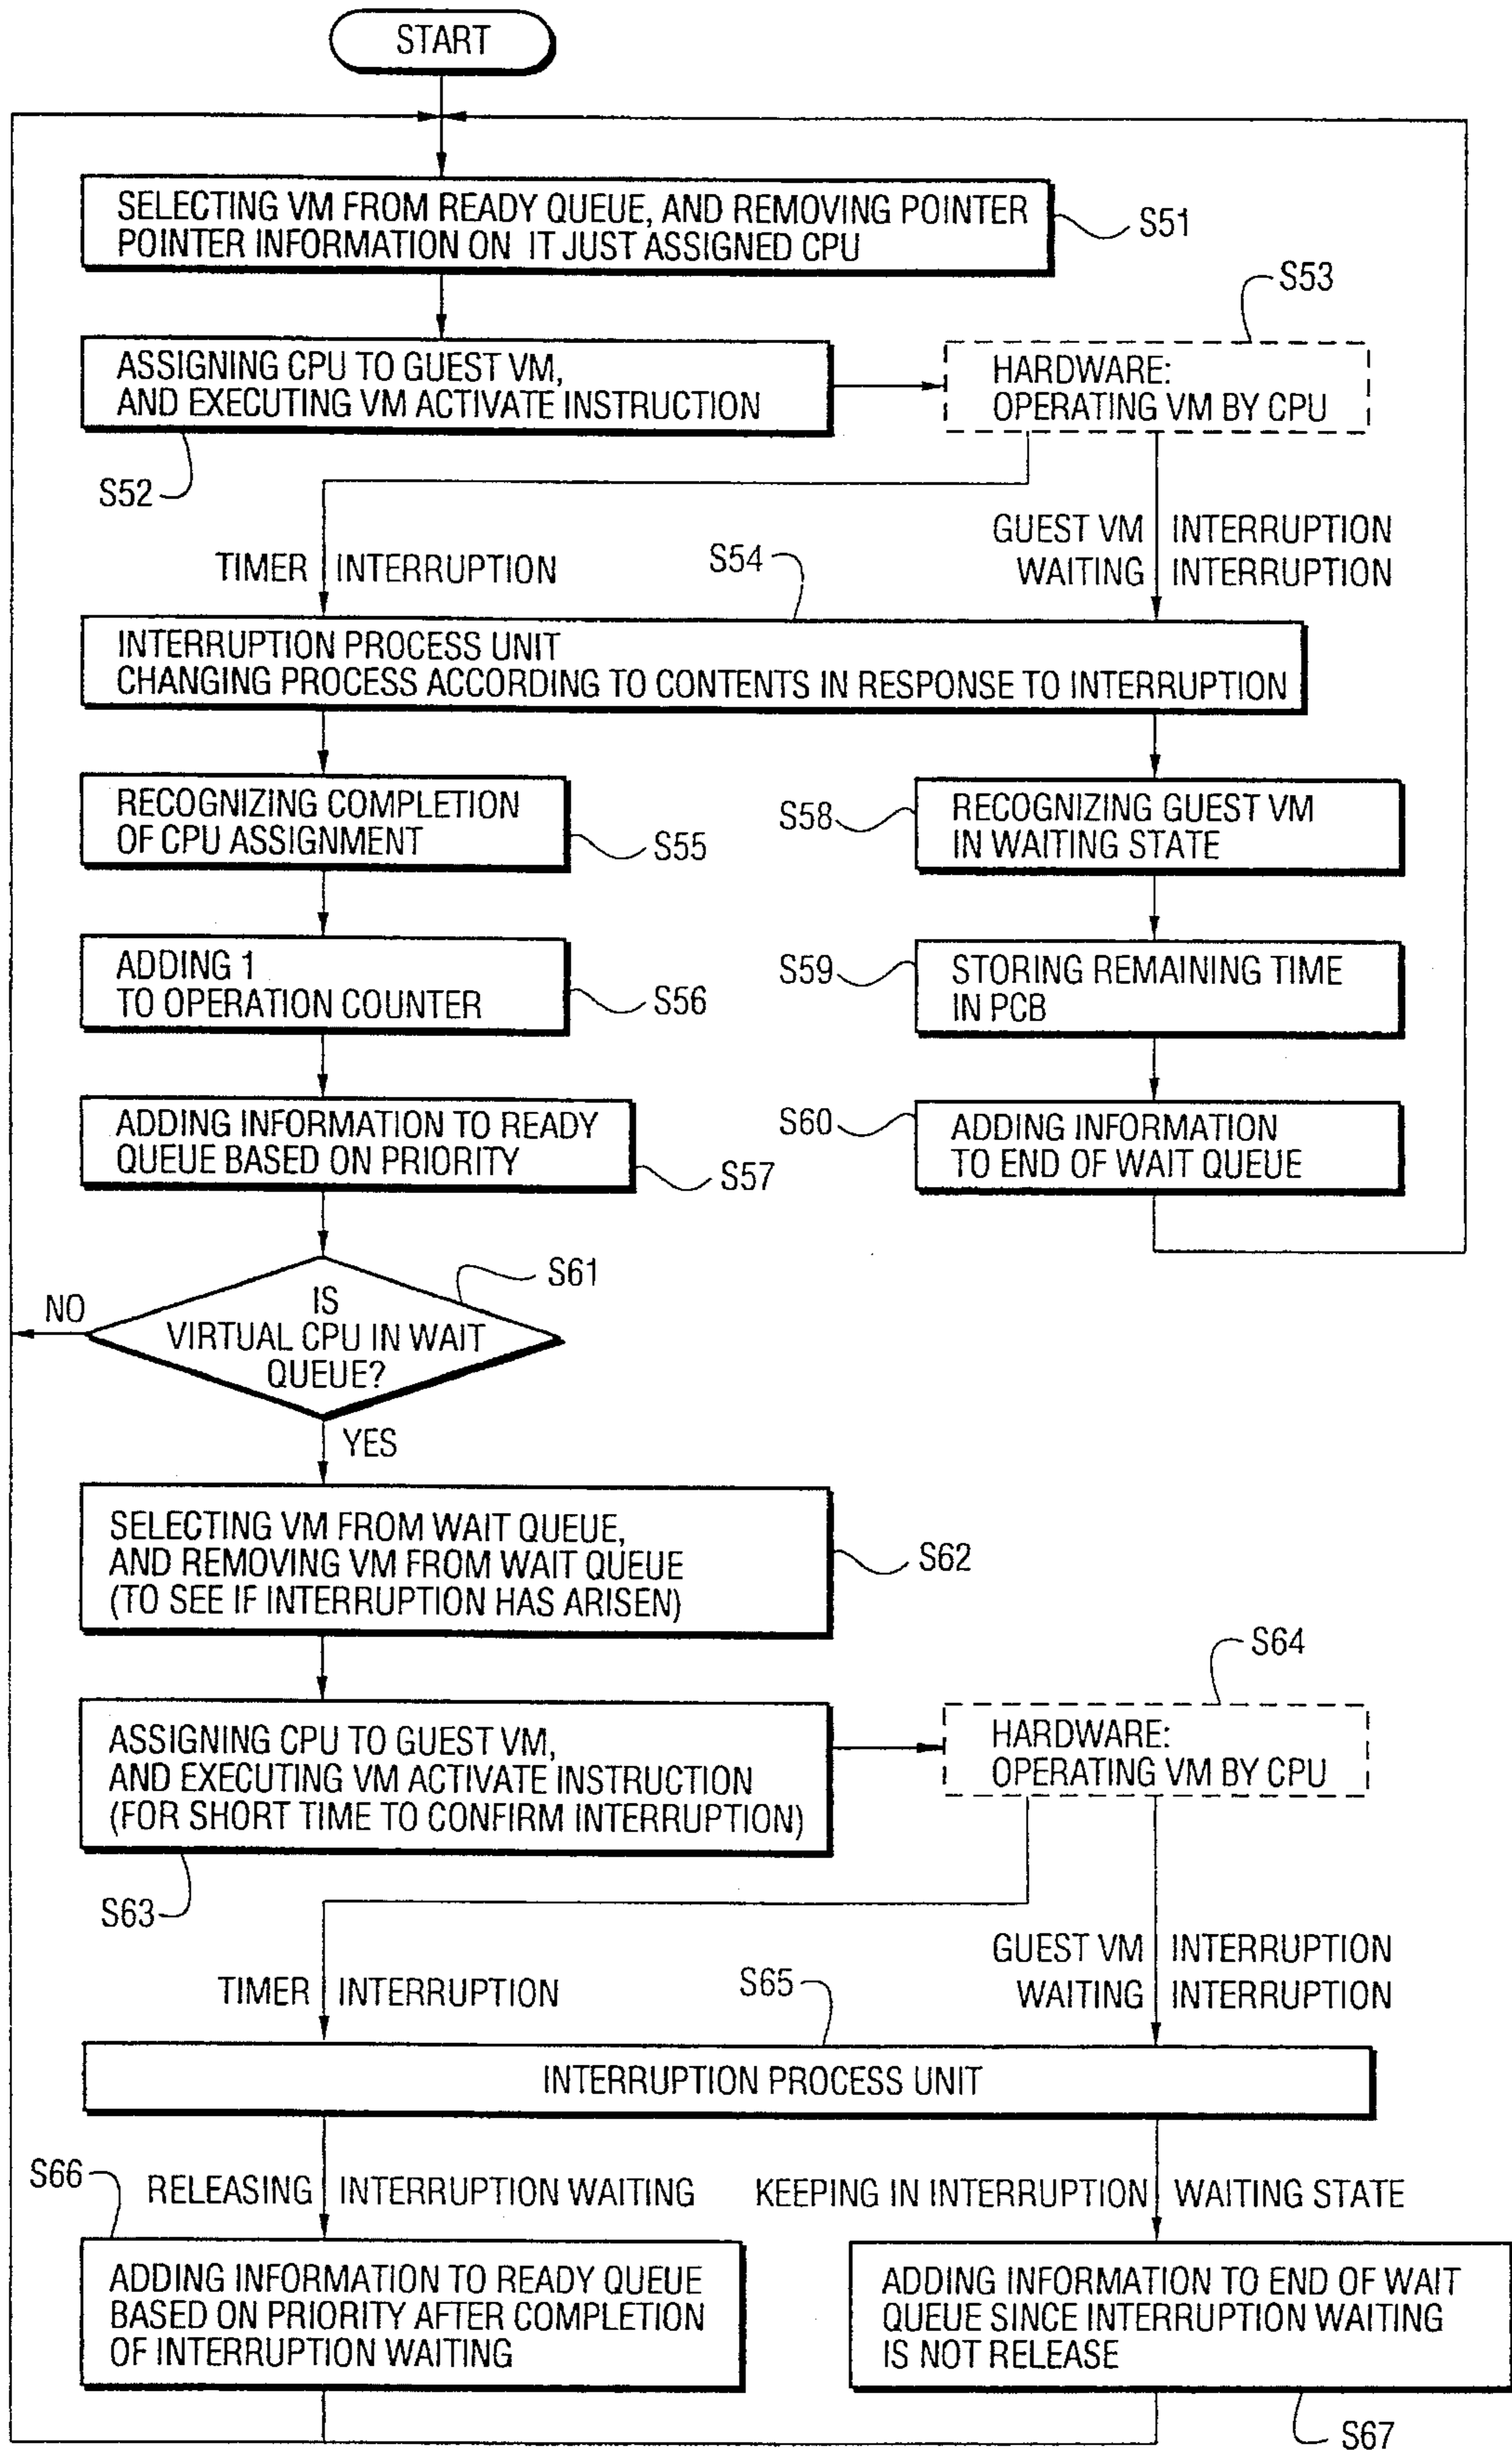 START
SELECTING VM FROM READY QUEUE, AND REMOVING POINTER
POINTER INFORMATION ON IT JUST ASSIGNED CPU
S51
S53
ASSIGNING CPU TO GUEST VM,
AND EXECUTING VM ACTIVATE INSTRUCTION
HARDWARE:
OPERATING VM BY CPU
S52
TIMER INTERRUPTION
S54
GUEST VM INTERRUPTION
WAITING INTERRUPTION
INTERRUPTION PROCESS UNIT
CHANGING PROCESS ACCORDING TO CONTENTS IN RESPONSE TO INTERRUPTION
RECOGNIZING COMPLETION
OF CPU ASSIGNMENT
S55
S58
RECOGNIZING GUEST VM
IN WAITING STATE
ADDING 1
TO OPERATION COUNTER
S56
S59
STORING REMAINING TIME
IN PCB
ADDING INFORMATION TO READY
QUEUE BASED ON PRIORITY
S57
S60
ADDING INFORMATION
TO END OF WAIT QUEUE
S61
NO
IS
VIRTUAL CPU IN WAIT
QUEUE?
YES
SELECTING VM FROM WAIT QUEUE,
AND REMOVING VM FROM WAIT QUEUE
(TO SEE IF INTERRUPTION HAS ARISEN)
S62
S64
ASSIGNING CPU TO GUEST VM,
AND EXECUTING VM ACTIVATE INSTRUCTION
(FOR SHORT TIME TO CONFIRM INTERRUPTION)
HARDWARE:
OPERATING VM BY CPU
S63
TIMER INTERRUPTION
S65
GUEST VM INTERRUPTION
WAITING INTERRUPTION
INTERRUPTION PROCESS UNIT
S66
RELEASING INTERRUPTION WAITING
KEEPING IN INTERRUPTION WAITING STATE
ADDING INFORMATION TO READY QUEUE
BASED ON PRIORITY AFTER COMPLETION
OF INTERRUPTION WAITING
ADDING INFORMATION TO END OF WAIT
QUEUE SINCE INTERRUPTION WAITING
IS NOT RELEASE
S67